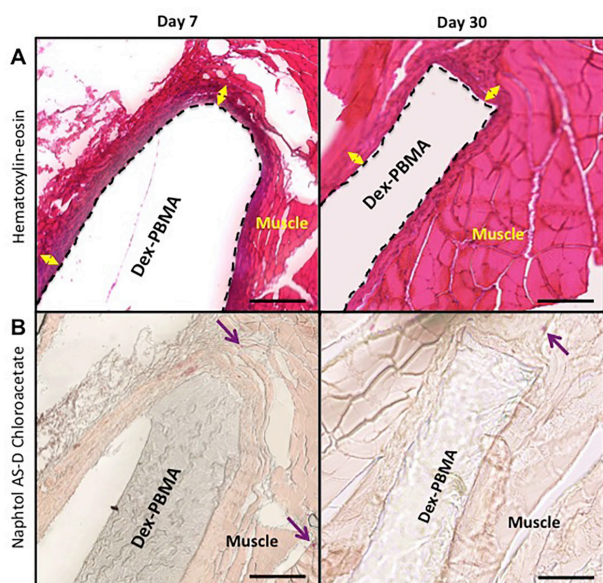 Day 7
Day 30
A
Hematoxylin-eosin
Dex-PBMA
Muscle
Dex-PBMA
Muscle
B
Naphtol AS-D Chloroacetate
Dex-PBMA
Muscle
Dex-PBMA
Muscle